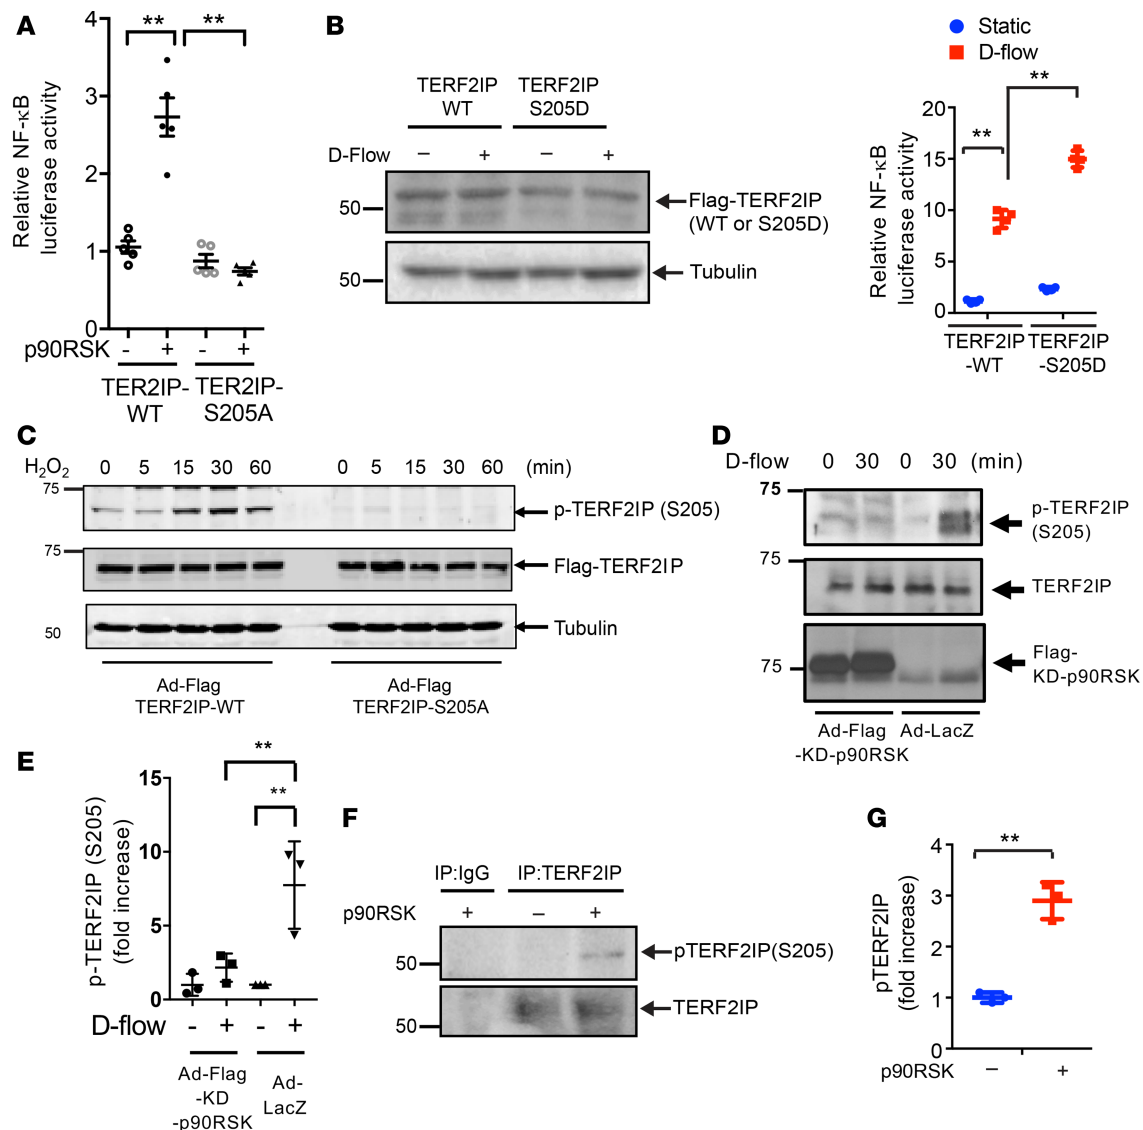 A
Relative NF-κB
luciferase activity
4
3
2
1
0
**
**
p90RSK
-
+
-
+
TER2IP-
WT
TER2IP-
S205A
B
TERF2IP
WT
TERF2IP
S205D
D-Flow
–
+
–
+
50
Flag-TERF2IP
(WT or S205D)
50
Tubulin
Static
D-flow
Relative NF-κB
luciferase activity
20
15
10
5
0
**
**
TERF2IP
-WT
TERF2IP
-S205D
C
H2O2
0 5 15 30 60
0 5 15 30 60 (min)
75
p-TERF2IP (S205)
75
Flag-TERF2IP
50
Tubulin
Ad-Flag
TERF2IP-WT
Ad-Flag
TERF2IP-S205A
D
D-flow 0 30 0 30 (min)
75
p-TERF2IP
(S205)
75
TERF2IP
75
Flag-
KD-p90RSK
Ad-Flag
-KD-p90RSK
Ad-LacZ
E
p-TERF2IP (S205)
(fold increase)
15
10
5
0
**
**
D-flow
-
+
-
+
Ad-Flag
-KD
-p90RSK
Ad-
LacZ
F
IP:IgG
IP:TERF2IP
p90RSK
+
–
+
50
pTERF2IP(S205)
50
TERF2IP
G
pTERF2IP
(fold increase)
4
3
2
1
0
**
p90RSK
–
+